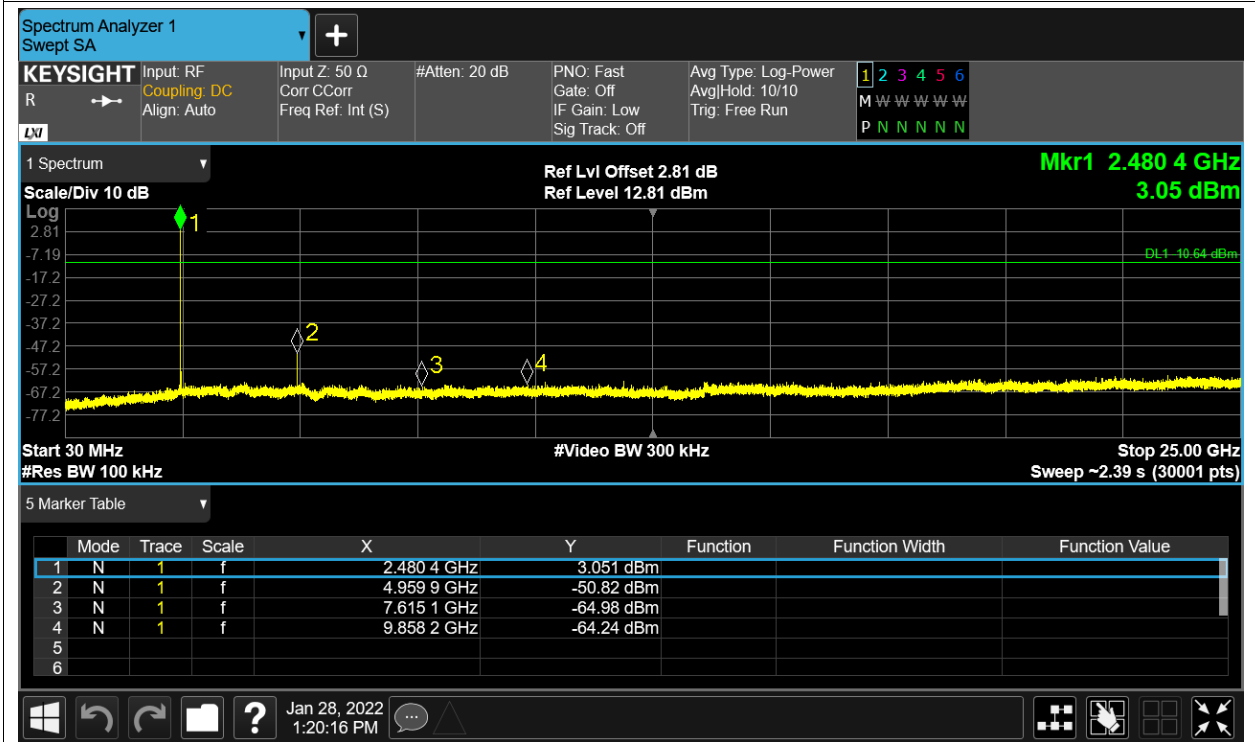 Spectrum Analyzer 1
Swept SA
+
KEYSIGHT Input: RF Input Z: 50 Ω #Atten: 20 dB PNO: Fast Avg Type: Log-Power 1 2 3 4 5 6
R Coupling: DC Corr CCorr Gate: Off Avg|Hold: 10/10 M W W W W W
Align: Auto Freq Ref: Int (S) IF Gain: Low Trig: Free Run
LXI Sig Track: Off P N N N N N
1 Spectrum Ref Lvl Offset 2.81 dB Mkr1 2.480 4 GHz
Scale/Div 10 dB Ref Level 12.81 dBm 3.05 dBm
Log
1
2.81
-7.19 DL1 -10.64 dBm
-17.2
-27.2
-37.2
2
-47.2
-57.2 3 4
-67.2
-77.2
Start 30 MHz #Video BW 300 kHz Stop 25.00 GHz
#Res BW 100 kHz Sweep ~2.39 s (30001 pts)
5 Marker Table
Mode Trace Scale X Y Function Function Width Function Value
1 N 1 f 2.480 4 GHz 3.051 dBm
2 N 1 f 4.959 9 GHz -50.82 dBm
3 N 1 f 7.615 1 GHz -64.98 dBm
4 N 1 f 9.858 2 GHz -64.24 dBm
5
6
? Jan 28, 2022
1:20:16 PM